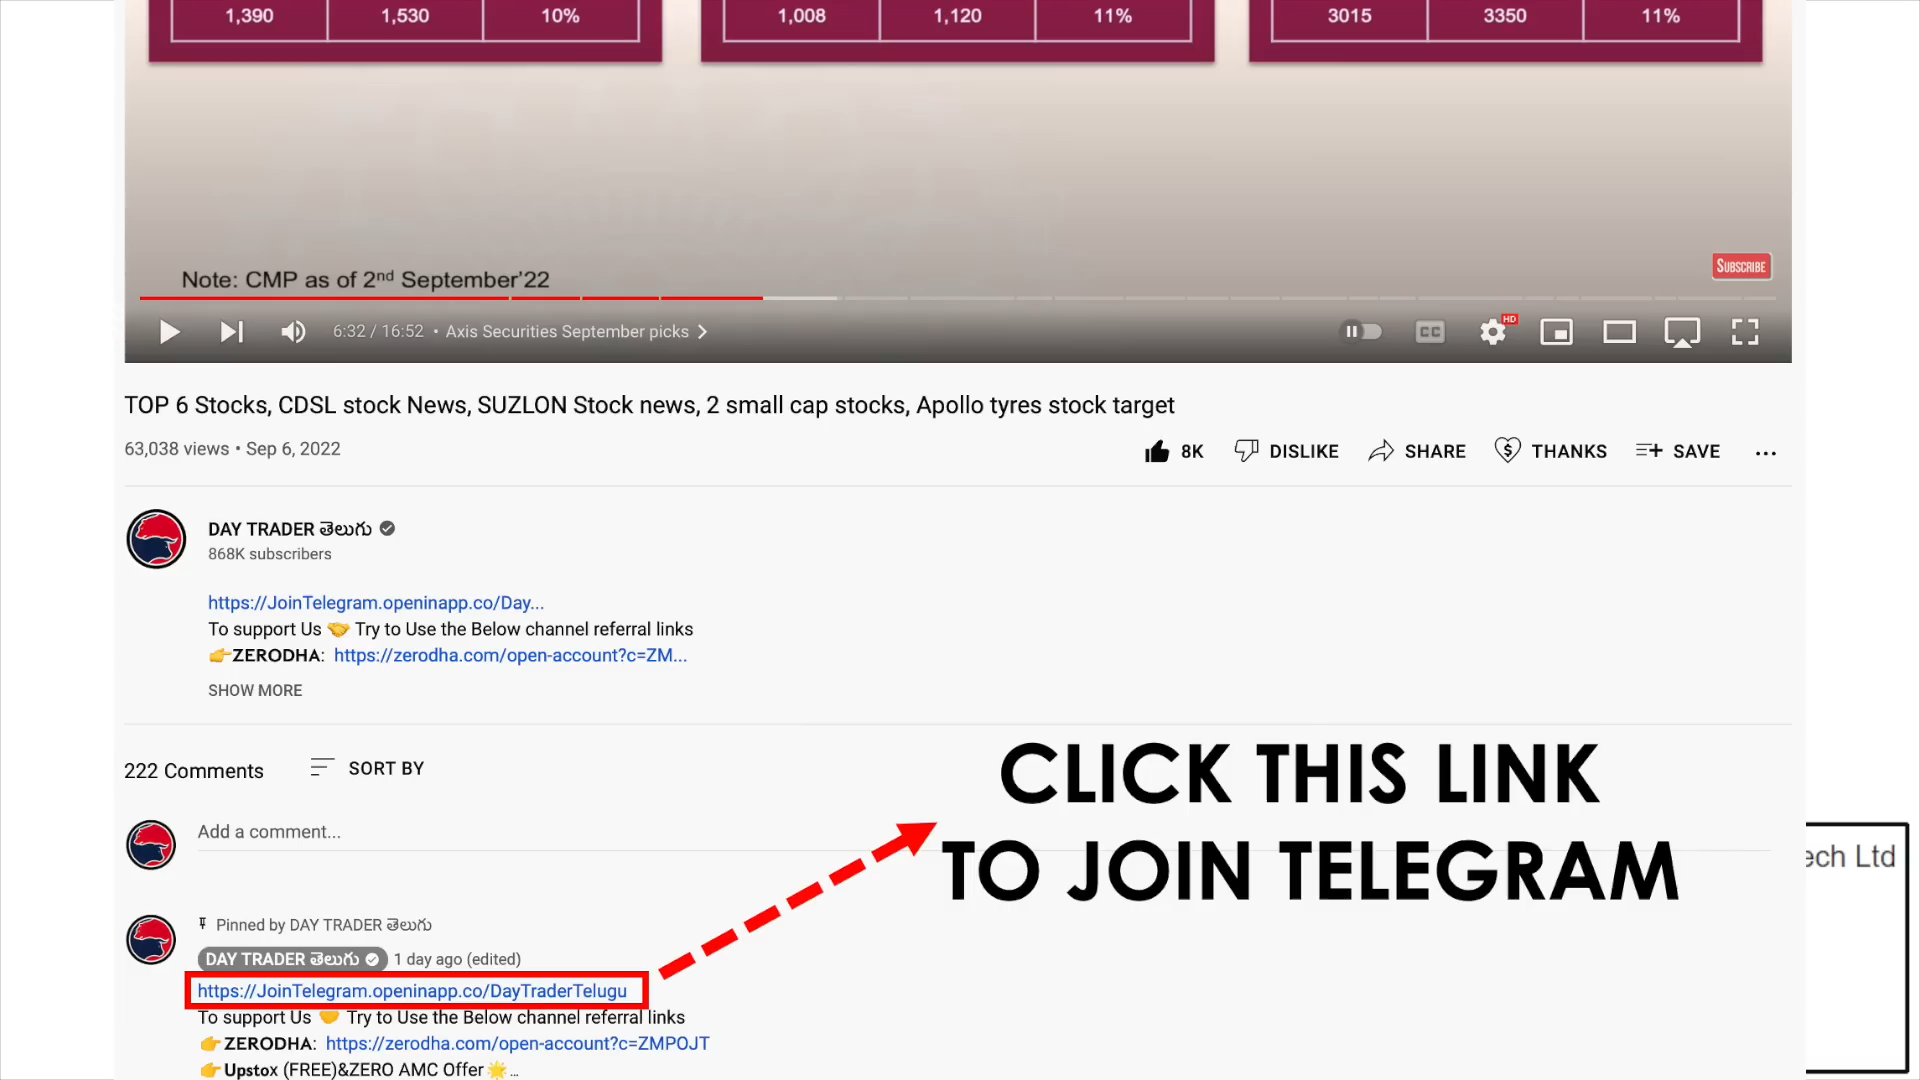 1,390 1,530 10% 1,008 1,120 11% 3015 3350 11%
Note: CMP as of 2nd September'22
SUBSCRIBE
6:32 / 16:52 • Axis Securities September picks
CC HD
TOP 6 Stocks, CDSL stock News, SUZLON Stock news, 2 small cap stocks, Apollo tyres stock target
63,038 views • Sep 6, 2022
8K DISLIKE SHARE THANKS SAVE ...
DAY TRADER తెలుగు
868K subscribers
https://JoinTelegram.openinapp.co/Day...
To support Us 🤝 Try to Use the Below channel referral links
👉ZERODHA: https://zerodha.com/open-account?c=ZM...
SHOW MORE
222 Comments SORT BY
CLICK THIS LINK
TO JOIN TELEGRAM
Add a comment...
ech Ltd
Pinned by DAY TRADER తెలుగు
DAY TRADER తెలుగు 1 day ago (edited)
https://JoinTelegram.openinapp.co/DayTraderTelugu
To support Us 🤝 Try to Use the Below channel referral links
👉ZERODHA: https://zerodha.com/open-account?c=ZMPOJT
👉Upstox (FREE)&ZERO AMC Offer🌟...